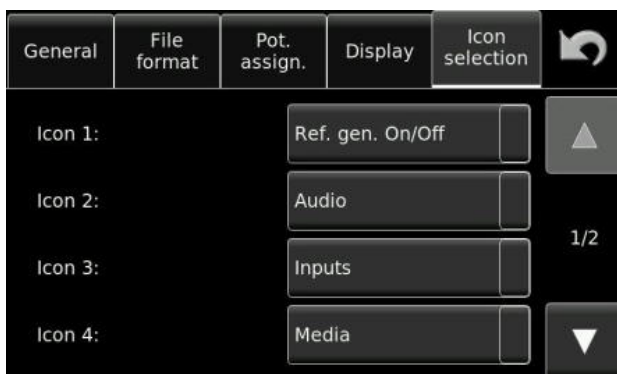 General
File
format
Pot.
assign.
Display
Icon
selection
Icon 1:
Ref. gen. On/Off
Icon 2:
Audio
1/2
Icon 3:
Inputs
Icon 4:
Media